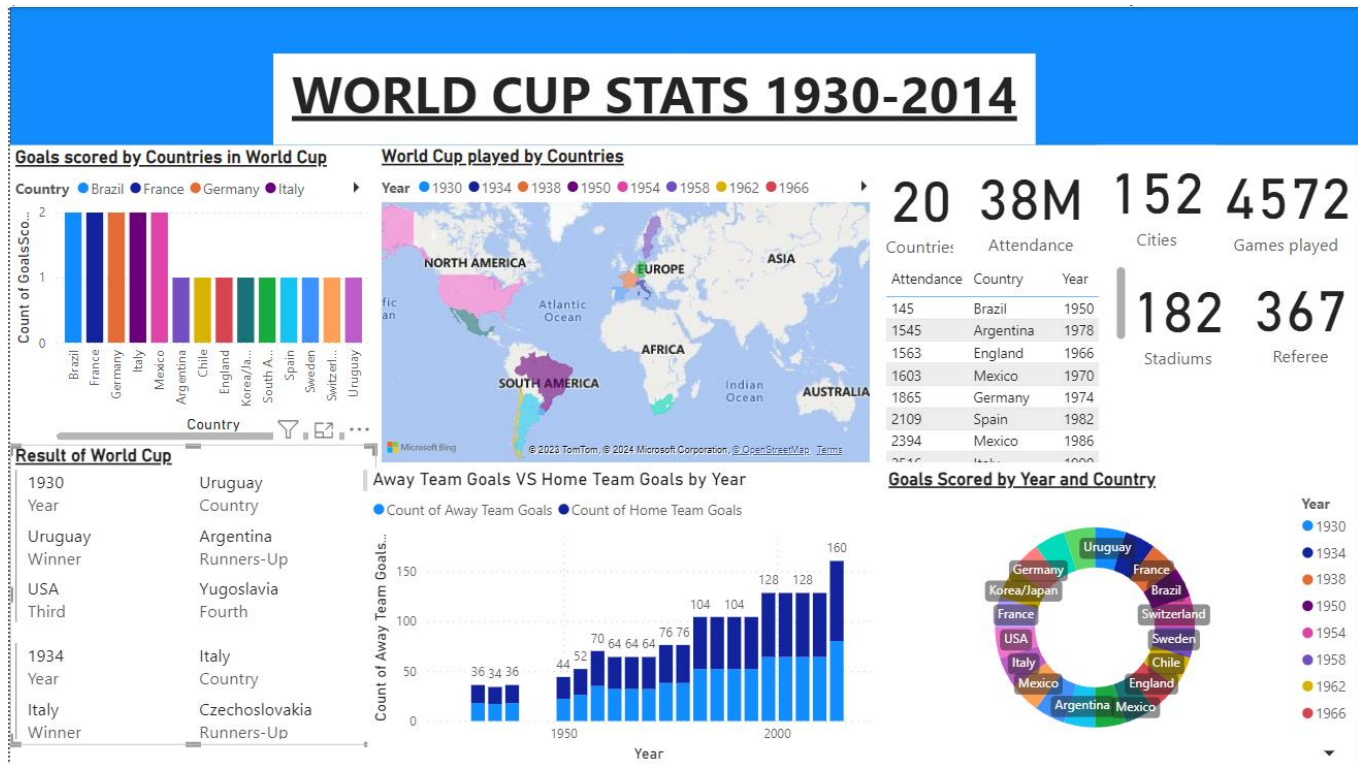 WORLD CUP STATS 1930-2014
Goals scored by Countries in World Cup
Country Brazil France Germany Italy
Count of GoalsSco...
2
1
0
Brazil
France
Germany
Italy
Mexico
Argentina
Chile
England
Korea/Ja...
South A...
Spain
Sweden
Switzerl...
Uruguay
Country
World Cup played by Countries
Year 1930 1934 1938 1950 1954 1958 1962 1966
NORTH AMERICA
EUROPE
ASIA
Atlantic
Ocean
AFRICA
SOUTH AMERICA
Indian
Ocean
AUSTRALIA
Microsoft Bing
© 2023 TomTom, © 2024 Microsoft Corporation, © OpenStreetMap Terms
20
Countries
38M
Attendance
152
Cities
4572
Games played
182
Stadiums
367
Referee
Attendance Country Year
145 Brazil 1950
1545 Argentina 1978
1563 England 1966
1603 Mexico 1970
1865 Germany 1974
2109 Spain 1982
2394 Mexico 1986
Result of World Cup
1930 Uruguay
Year Country
Uruguay Argentina
Winner Runners-Up
USA Yugoslavia
Third Fourth
1934 Italy
Year Country
Italy Czechoslovakia
Winner Runners-Up
Away Team Goals VS Home Team Goals by Year
Count of Away Team Goals Count of Home Team Goals
Count of Away Team Goals...
150
100
50
0
36 34 36
44
52
70
64 64 64
76 76
104
104
128
128
160
1950
2000
Year
Goals Scored by Year and Country
Uruguay
France
Brazil
Switzerland
Sweden
Chile
England
Mexico
Argentina
Mexico
Italy
USA
France
Korea/Japan
Germany
Year
1930
1934
1938
1950
1954
1958
1962
1966